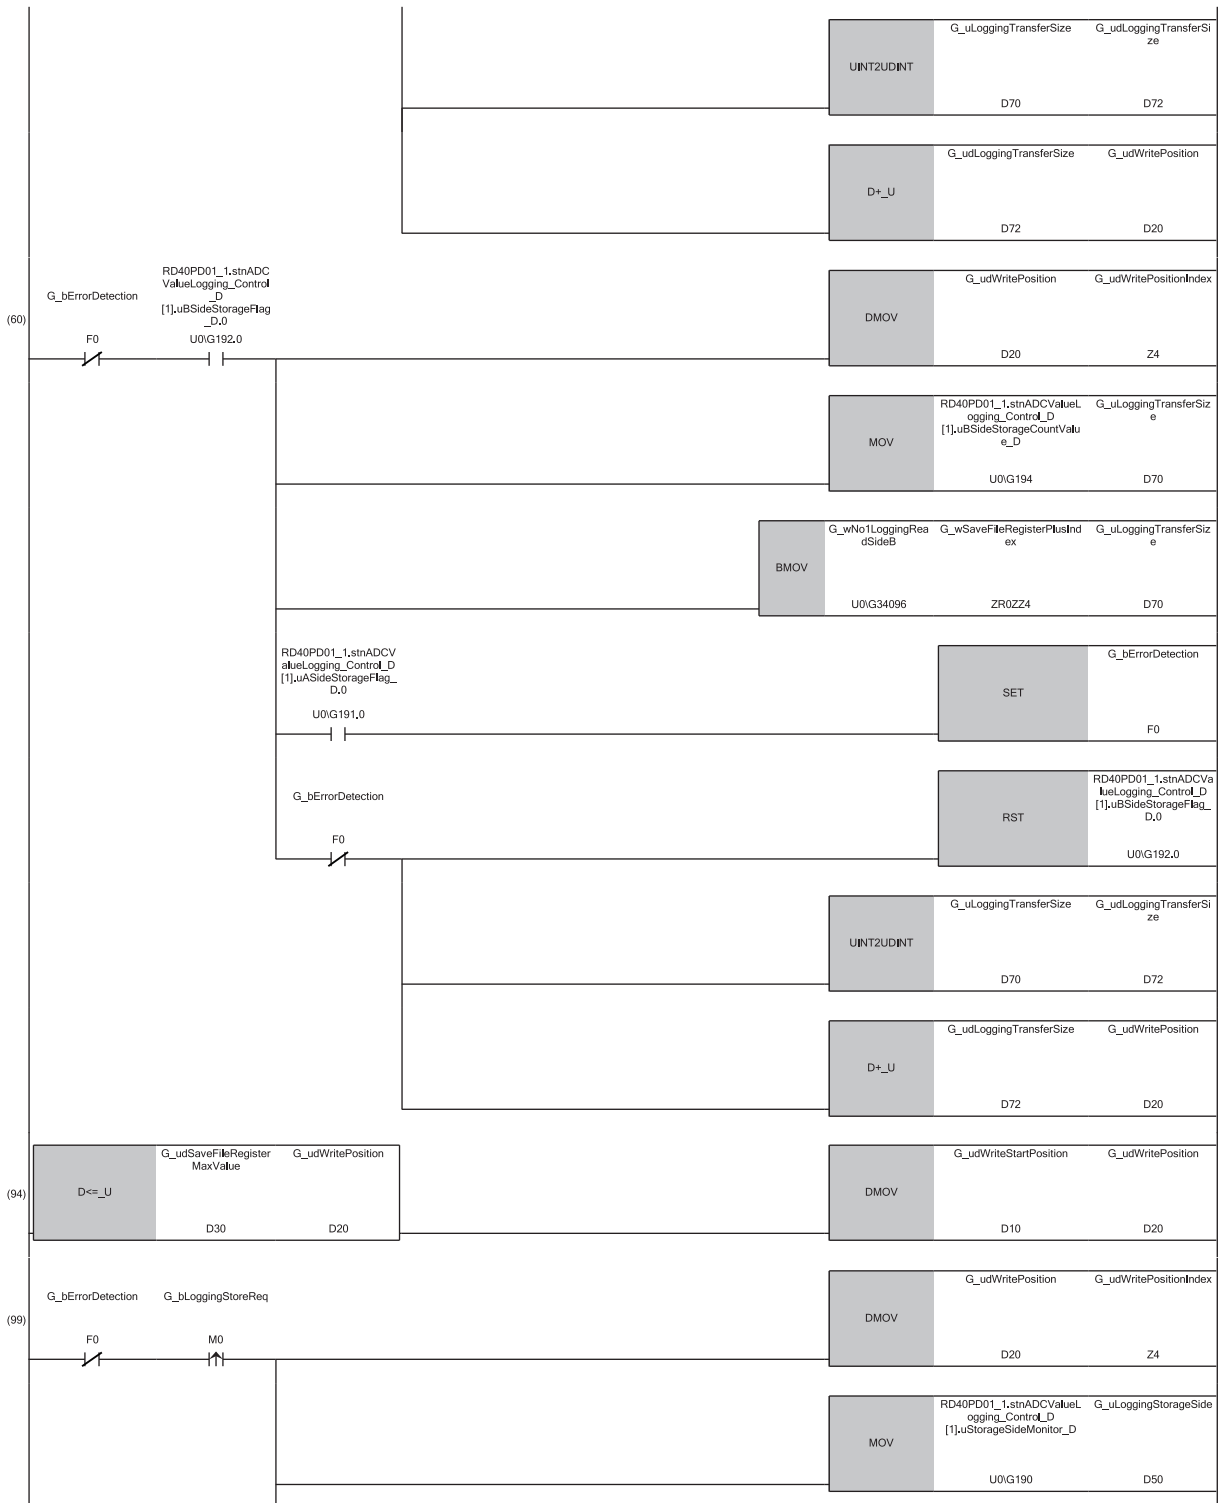 G_uLoggingTransferSize G_udLoggingTransferSi
ze
UINT2UDINT
D70 D72
G_udLoggingTransferSize G_udWritePosition
D+_U
D72 D20
(60)
G_bErrorDetection
F0
RD40PD01_1.stnADC
ValueLogging_Control
_D
[1].uBSideStorageFlag
_D.0
U0\G192.0
G_udWritePosition G_udWritePositionIndex
DMOV
D20 Z4
RD40PD01_1.stnADCValueL
ogging_Control_D
[1].uBSideStorageCountValu
e_D
G_uLoggingTransferSiz
e
MOV
U0\G194 D70
G_wNo1LoggingRea
dSideB
G_wSaveFileRegisterPlusInd
ex
G_uLoggingTransferSiz
e
BMOV
U0\G34096 ZR0ZZ4 D70
RD40PD01_1.stnADCV
alueLogging_Control_D
[1].uASideStorageFlag_
D.0
U0\G191.0
G_bErrorDetection
SET
F0
G_bErrorDetection
F0
RD40PD01_1.stnADCVa
lueLogging_Control_D
[1].uBSideStorageFlag_
D.0
RST
U0\G192.0
G_uLoggingTransferSize G_udLoggingTransferSi
ze
UINT2UDINT
D70 D72
G_udLoggingTransferSize G_udWritePosition
D+_U
D72 D20
(94)
G_udSaveFileRegister
MaxValue
G_udWritePosition
D<=_U
D30 D20
G_udWriteStartPosition G_udWritePosition
DMOV
D10 D20
(99)
G_bErrorDetection G_bLoggingStoreReq
F0 M0
G_udWritePosition G_udWritePositionIndex
DMOV
D20 Z4
RD40PD01_1.stnADCValueL
ogging_Control_D
[1].uStorageSideMonitor_D
G_uLoggingStorageSide
MOV
U0\G190 D50